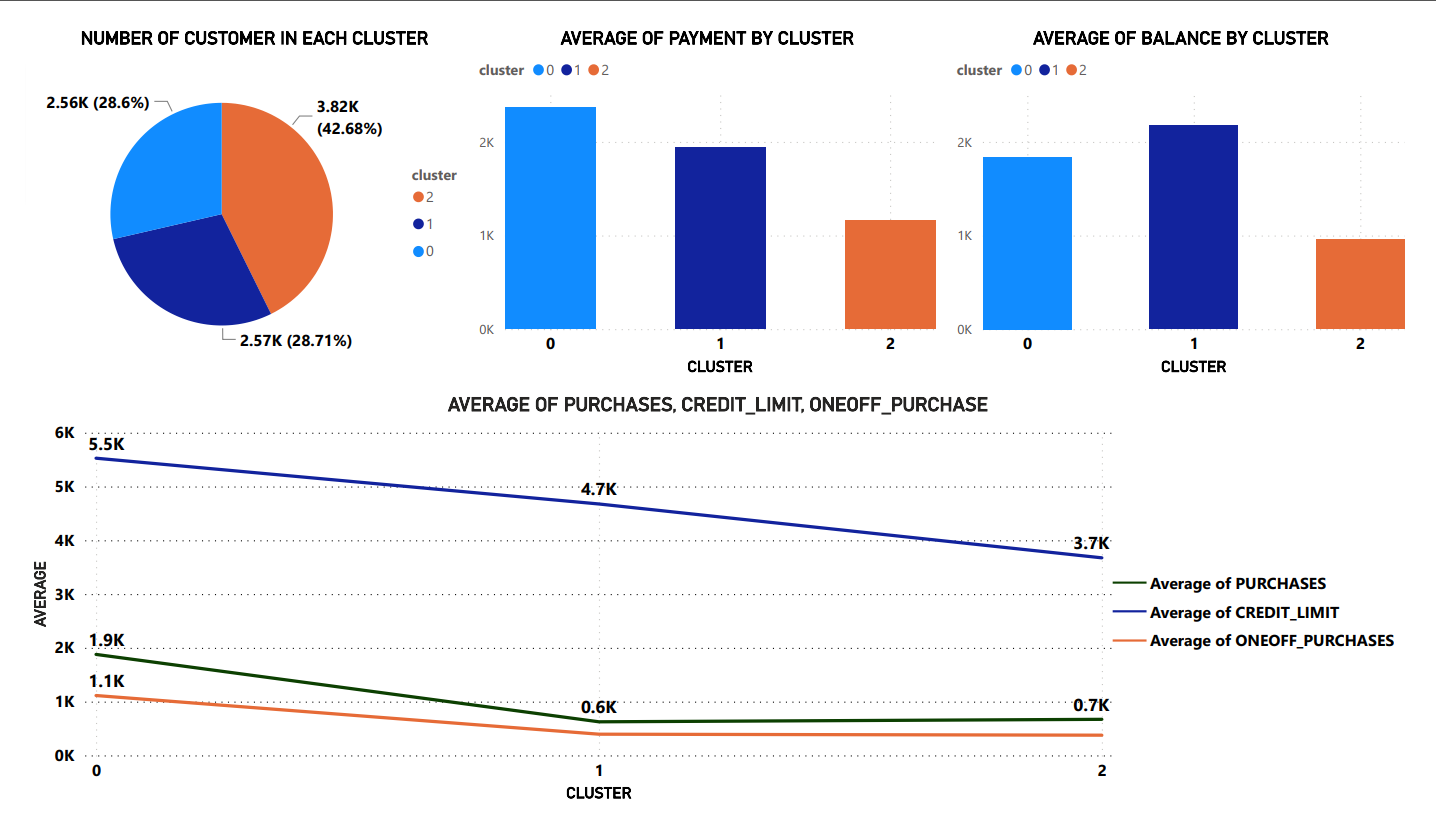 NUMBER OF CUSTOMER IN EACH CLUSTER
2.56K (28.6%)
3.82K
(42.68%)
2.57K (28.71%)
cluster
2
1
0
AVERAGE OF PAYMENT BY CLUSTER
cluster 0 1 2
2K
1K
0K
0 1 2
CLUSTER
AVERAGE OF BALANCE BY CLUSTER
cluster 0 1 2
2K
1K
0K
0 1 2
CLUSTER
AVERAGE OF PURCHASES, CREDIT_LIMIT, ONEOFF_PURCHASE
AVERAGE
6K
5K
4K
3K
2K
1K
0K
5.5K
4.7K
3.7K
1.9K
0.6K
0.7K
1.1K
0 1 2
CLUSTER
Average of PURCHASES
Average of CREDIT_LIMIT
Average of ONEOFF_PURCHASES